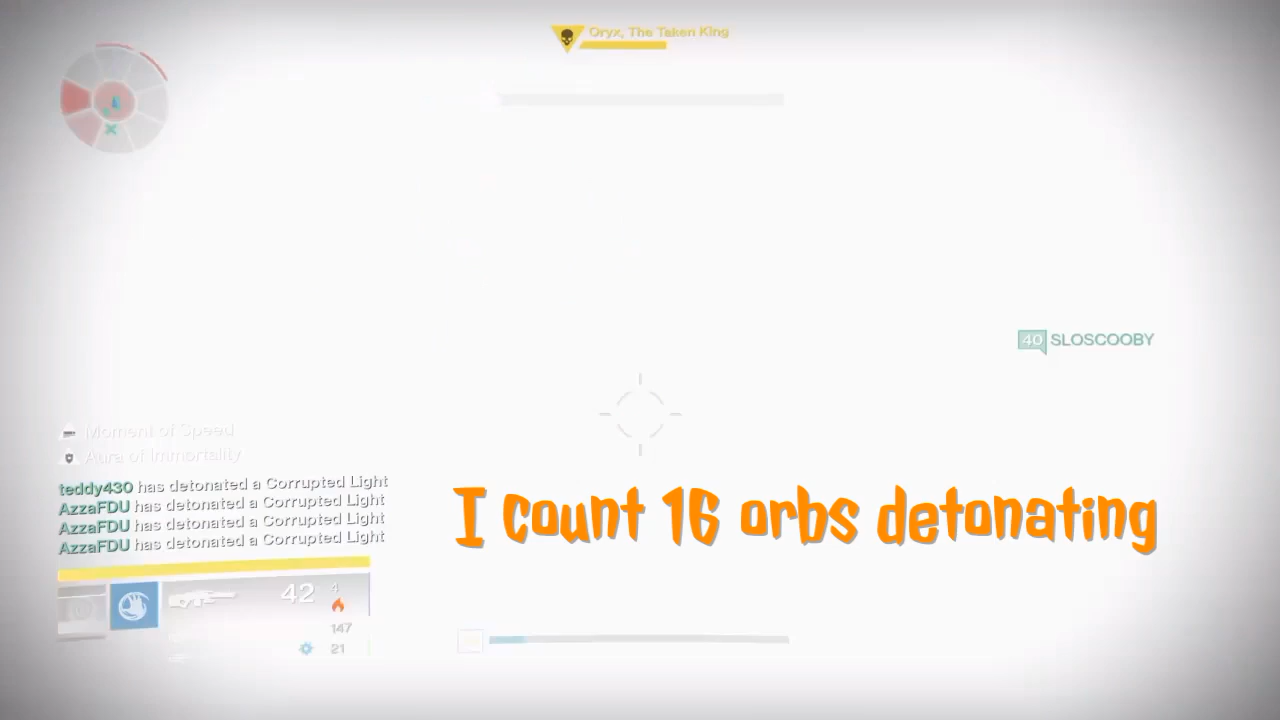 Oryx, The Taken King
40 SLOSCOOBY
Moment of Speed
Aura of Immortality
teddy430 has detonated a Corrupted Light
AzzaFDU has detonated a Corrupted Light
AzzaFDU has detonated a Corrupted Light
AzzaFDU has detonated a Corrupted Light
I count 16 orbs detonating
42 4
147
21